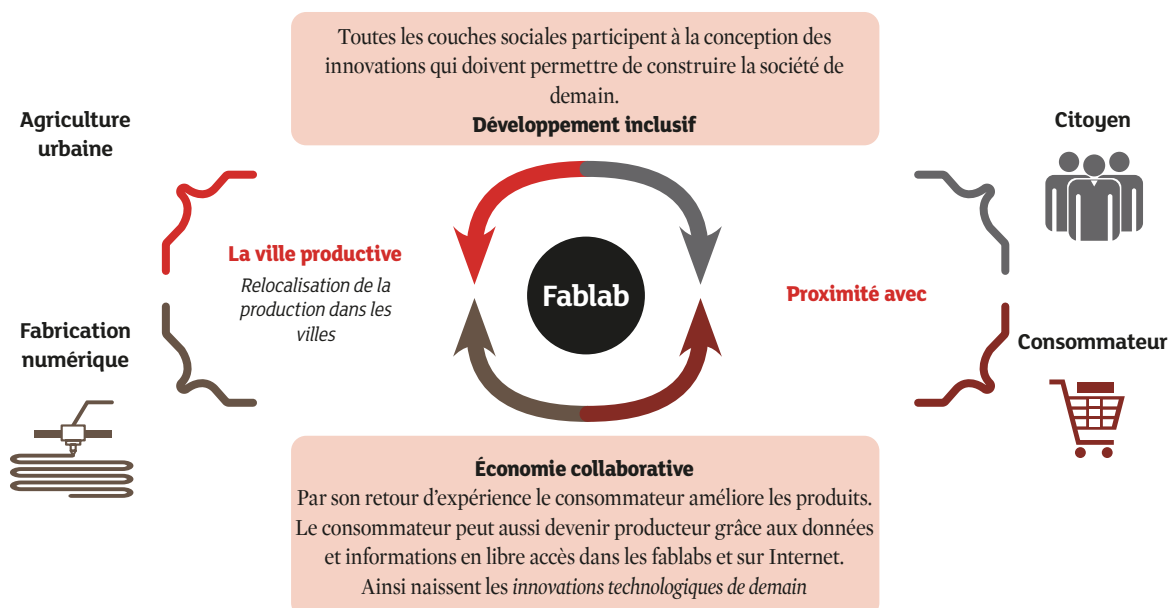 Toutes les couches sociales participent à la conception des
innovations qui doivent permettre de construire la société de
demain.
Développement inclusif
Agriculture
urbaine
Citoyen
La ville productive
Relocalisation de la
production dans les
villes
Fablab
Proximité avec
Fabrication
numérique
Consommateur
Économie collaborative
Par son retour d’expérience le consommateur améliore les produits.
Le consommateur peut aussi devenir producteur grâce aux données
et informations en libre accès dans les fablabs et sur Internet.
Ainsi naissent les innovations technologiques de demain